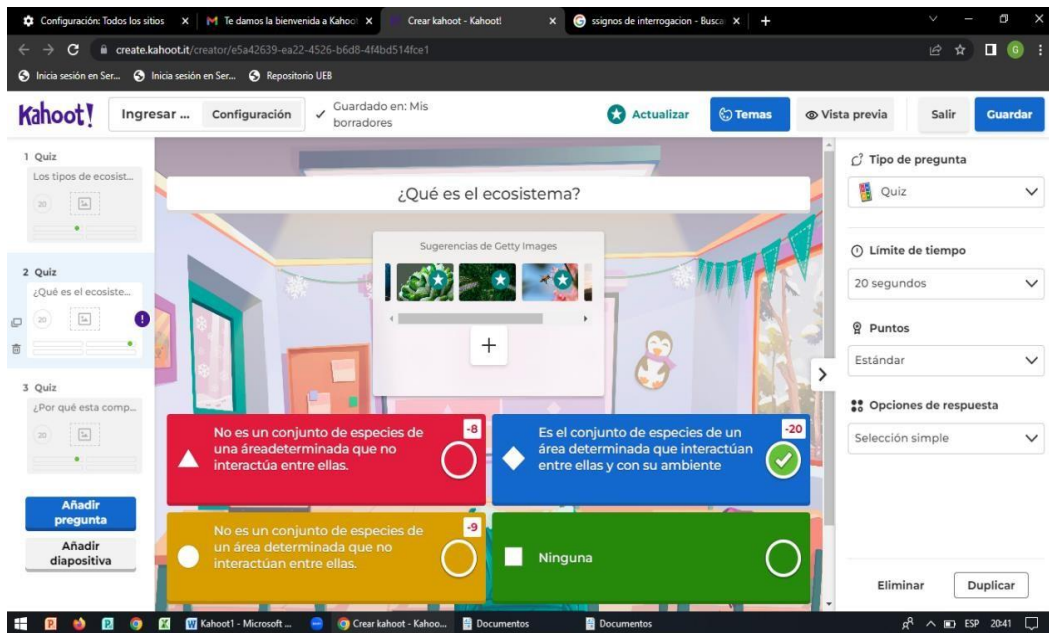 Configuración: Todos los sitios
Te damos la bienvenida a Kahoo
Crear kahoot - Kahoot!
ssignos de interrogacion - Busca
create.kahoot.it/creator/e5a42639-ea22-4526-b6d8-4f4bd514fce1
G
Inicia sesión en Ser...
Inicia sesión en Ser...
Repositorio UEB
Kahoot!
Ingresar ...
Configuración
Guardado en: Mis
borradores
Actualizar
Temas
Vista previa
Salir
Guardar
1 Quiz
Los tipos de ecosist...
20
2 Quiz
¿Qué es el ecosiste...
20
3 Quiz
¿Por qué esta comp...
20
Añadir
pregunta
Añadir
diapositiva
¿Qué es el ecosistema?
Sugerencias de Getty Images
No es un conjunto de especies de
una áreadeterminada que no
interactúa entre ellas.
-8
Es el conjunto de especies de un
área determinada que interactúan
entre ellas y con su ambiente
-20
No es un conjunto de especies de
un área determinada que no
interactúan entre ellas.
-9
Ninguna
Tipo de pregunta
Quiz
Límite de tiempo
20 segundos
Puntos
Estándar
Opciones de respuesta
Selección simple
Eliminar
Duplicar
Kahoot1 - Microsoft ...
Crear kahoot - Kahoo...
Documentos
Documentos
ESP
20:41